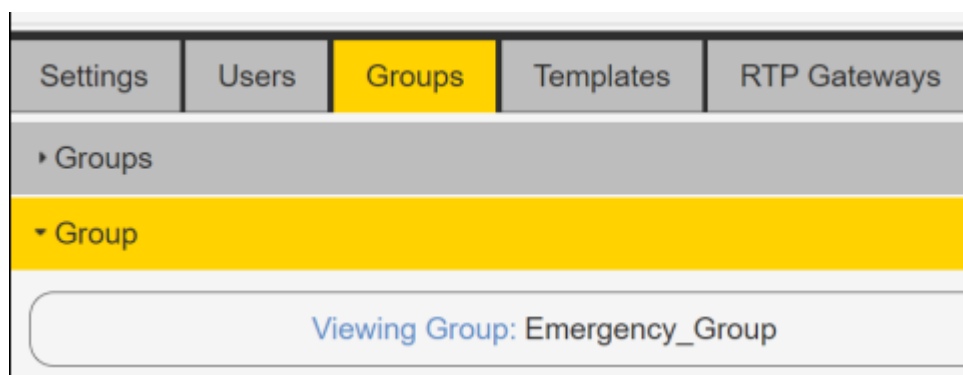 Settings Users Groups Templates RTP Gateways
Groups
Group
Viewing Group: Emergency_Group